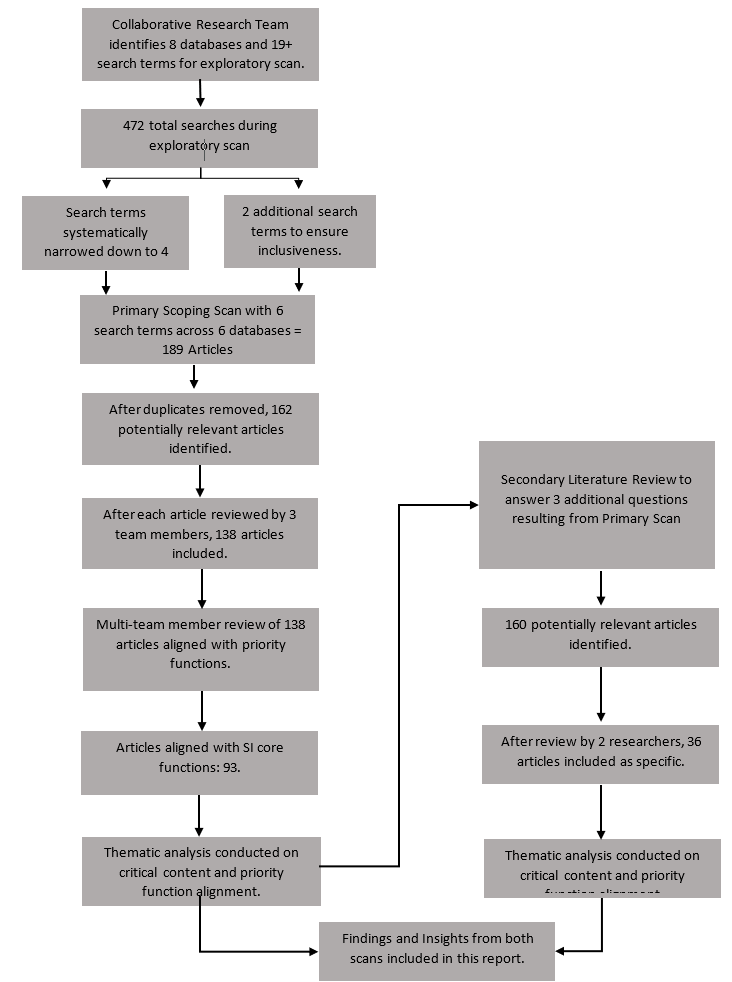 Collaborative Research Team
identifies 8 databases and 19+
search terms for exploratory scan.
472 total searches during
exploratory scan
Search terms
systematically
narrowed down to 4
2 additional search
terms to ensure
inclusiveness.
Primary Scoping Scan with 6
search terms across 6 databases =
189 Articles
After duplicates removed, 162
potentially relevant articles
identified.
After each article reviewed by 3
team members, 138 articles
included.
Multi-team member review of 138
articles aligned with priority
functions.
Articles aligned with SI core
functions: 93.
Thematic analysis conducted on
critical content and priority
function alignment.
Secondary Literature Review to
answer 3 additional questions
resulting from Primary Scan
160 potentially relevant articles
identified.
After review by 2 researchers, 36
articles included as specific.
Thematic analysis conducted on
critical content and priority
function alignment.
Findings and Insights from both
scans included in this report.